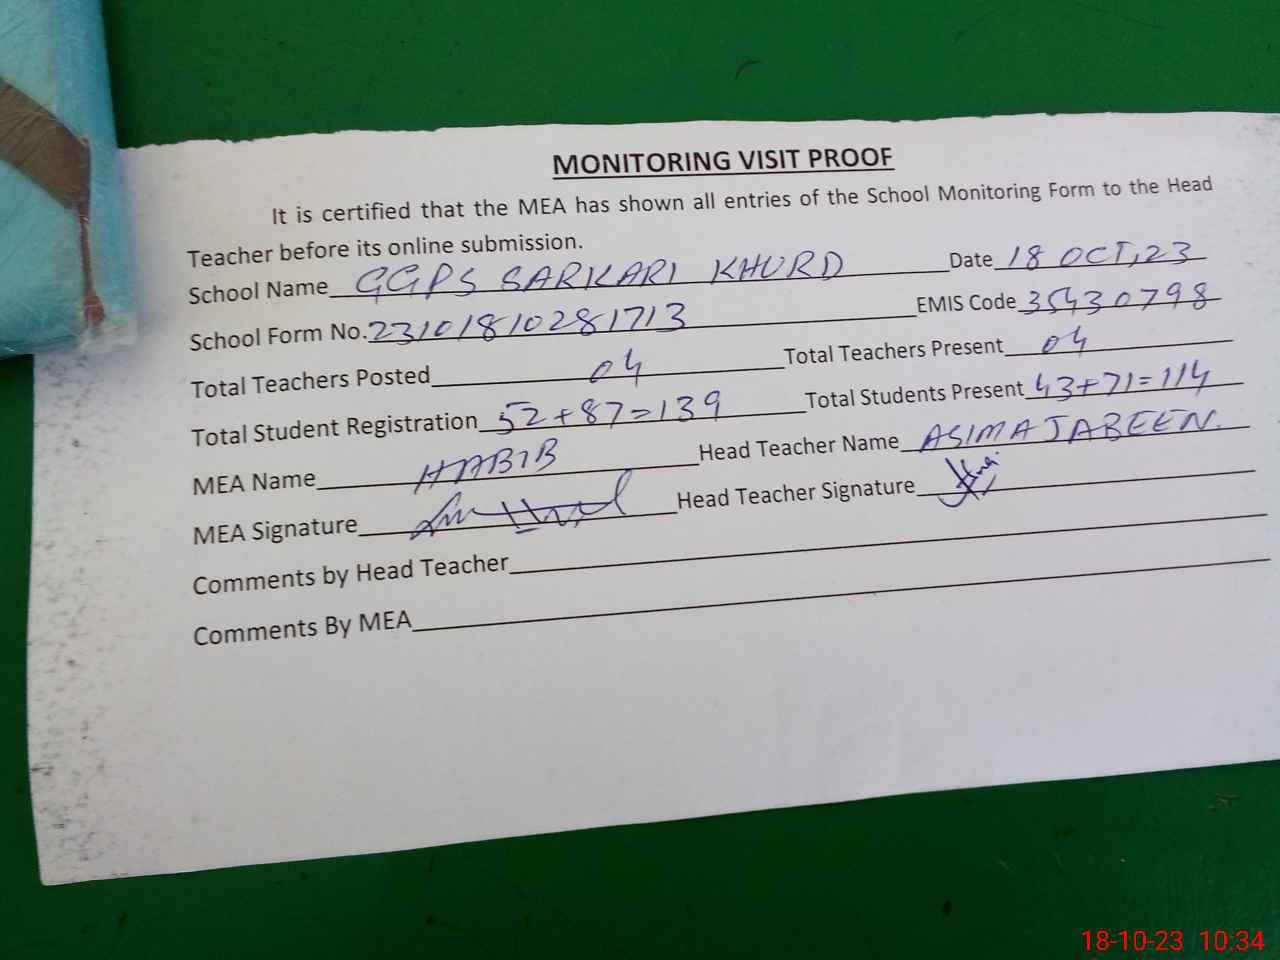 MONITORING VISIT PROOF
It is certified that the MEA has shown all entries of the School Monitoring Form to the Head
Teacher before its online submission.
School Name GGPS SARKARI KHURD Date 18 OCT, 23
School Form No. 23101810281713 EMIS Code 35430798
Total Teachers Posted 04 Total Teachers Present 04
Total Student Registration 52+87=139 Total Students Present 43+71=114
MEA Name HABIB Head Teacher Name ASIMA JABEEN.
MEA Signature Head Teacher Signature
Comments by Head Teacher
Comments By MEA
18-10-23 10:34